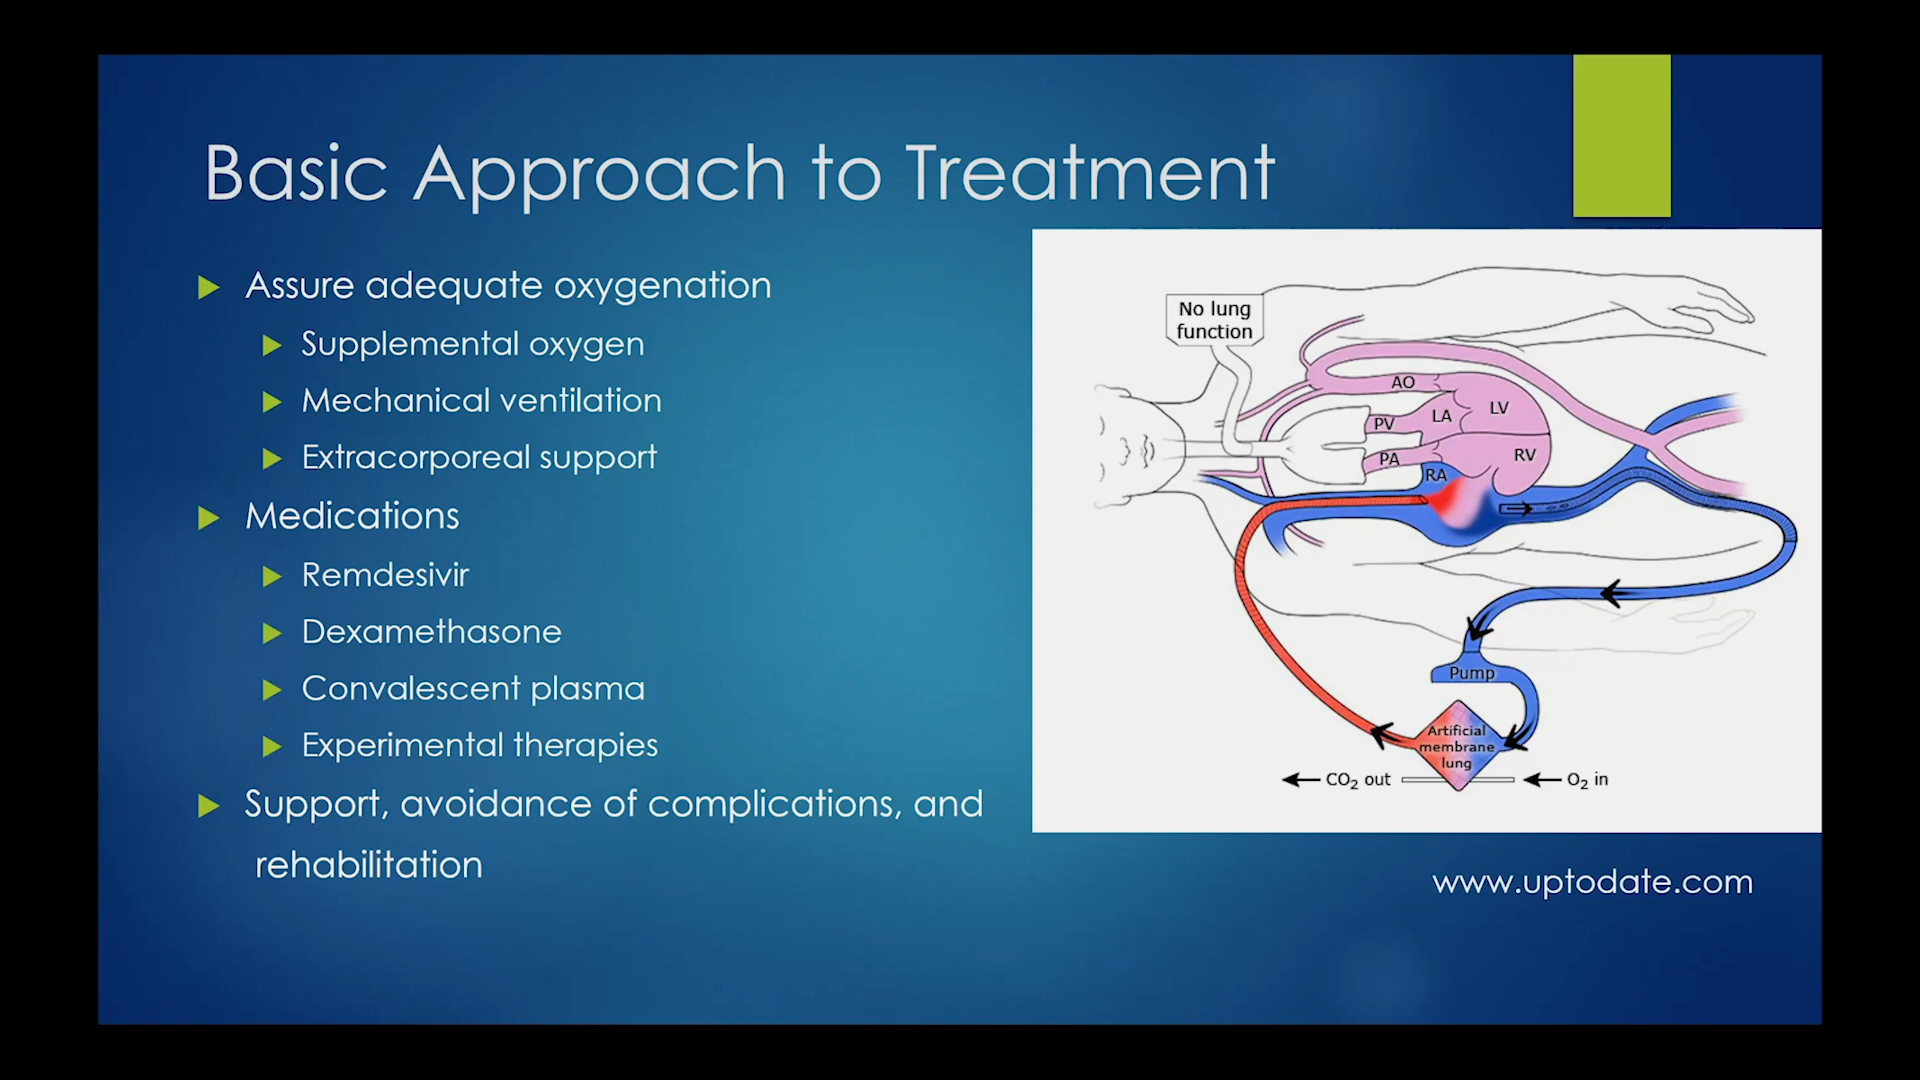 Basic Approach to Treatment
Assure adequate oxygenation
Supplemental oxygen
Mechanical ventilation
Extracorporeal support
Medications
Remdesivir
Dexamethasone
Convalescent plasma
Experimental therapies
Support, avoidance of complications, and
rehabilitation
No lung
function
AO
LV
LA
PV
RV
PA
RA
Pump
Artificial
membrane
lung
CO₂ out
O₂ in
www.uptodate.com